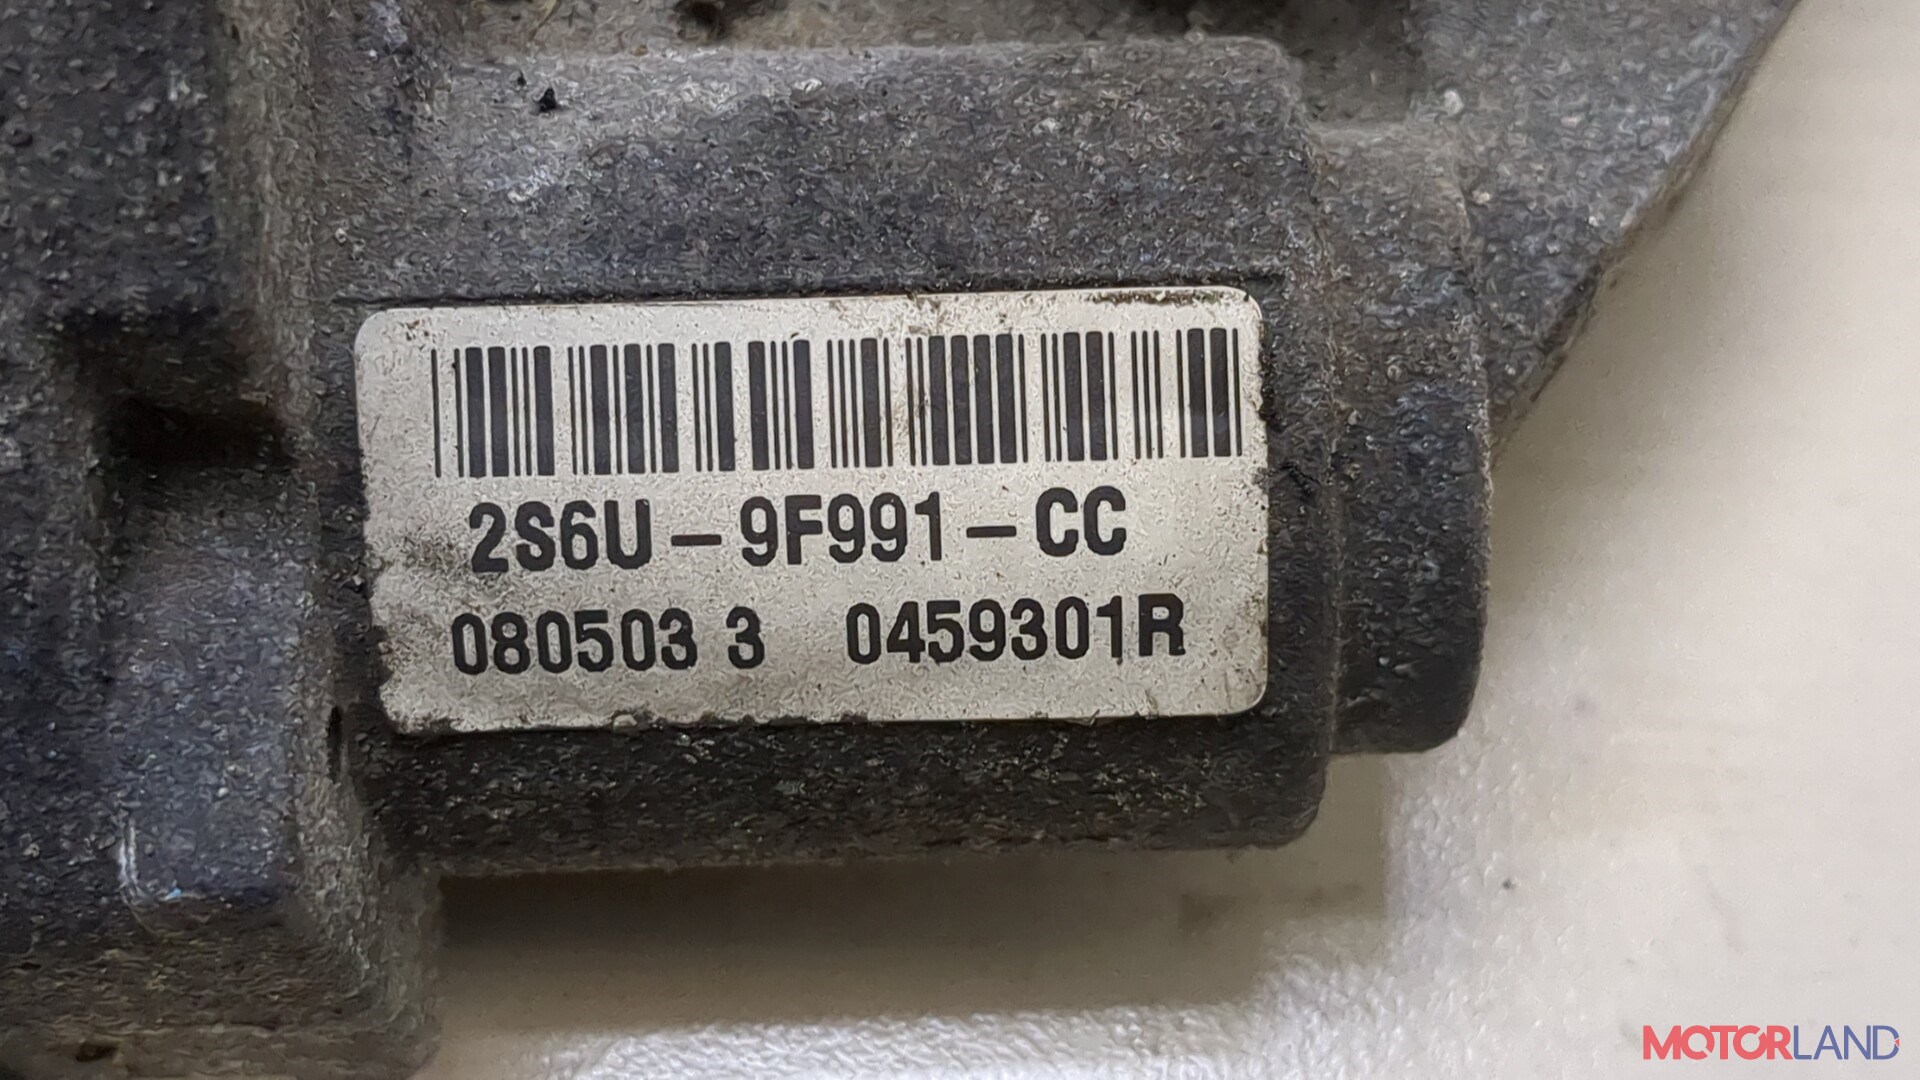 2S6U-9F991-CC
080503 3 0459301R
MOTORLAND